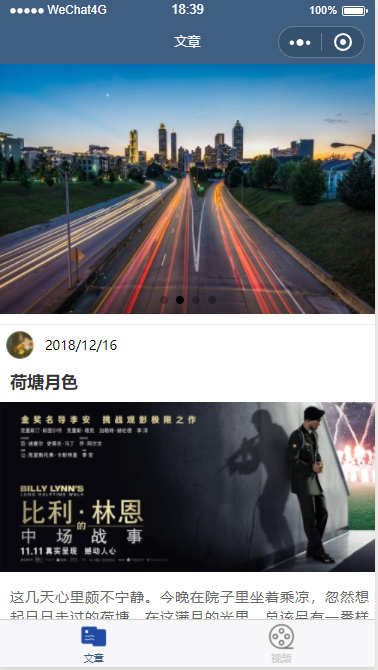 WeChat4G
18:39
100%
文章
2018/12/16
荷塘月色
金奖名导李安 挑战观影极限之作
BILLY LYNN'S
LONG HALFTIME WALK
比利·林恩
的
中场战事
11.11 真实呈现 撼动人心
这几天心里颇不宁静。今晚在院子里坐着乘凉，忽然想
起日日走过的荷塘，在这满月的光里，总该另有一番样
文章
视频